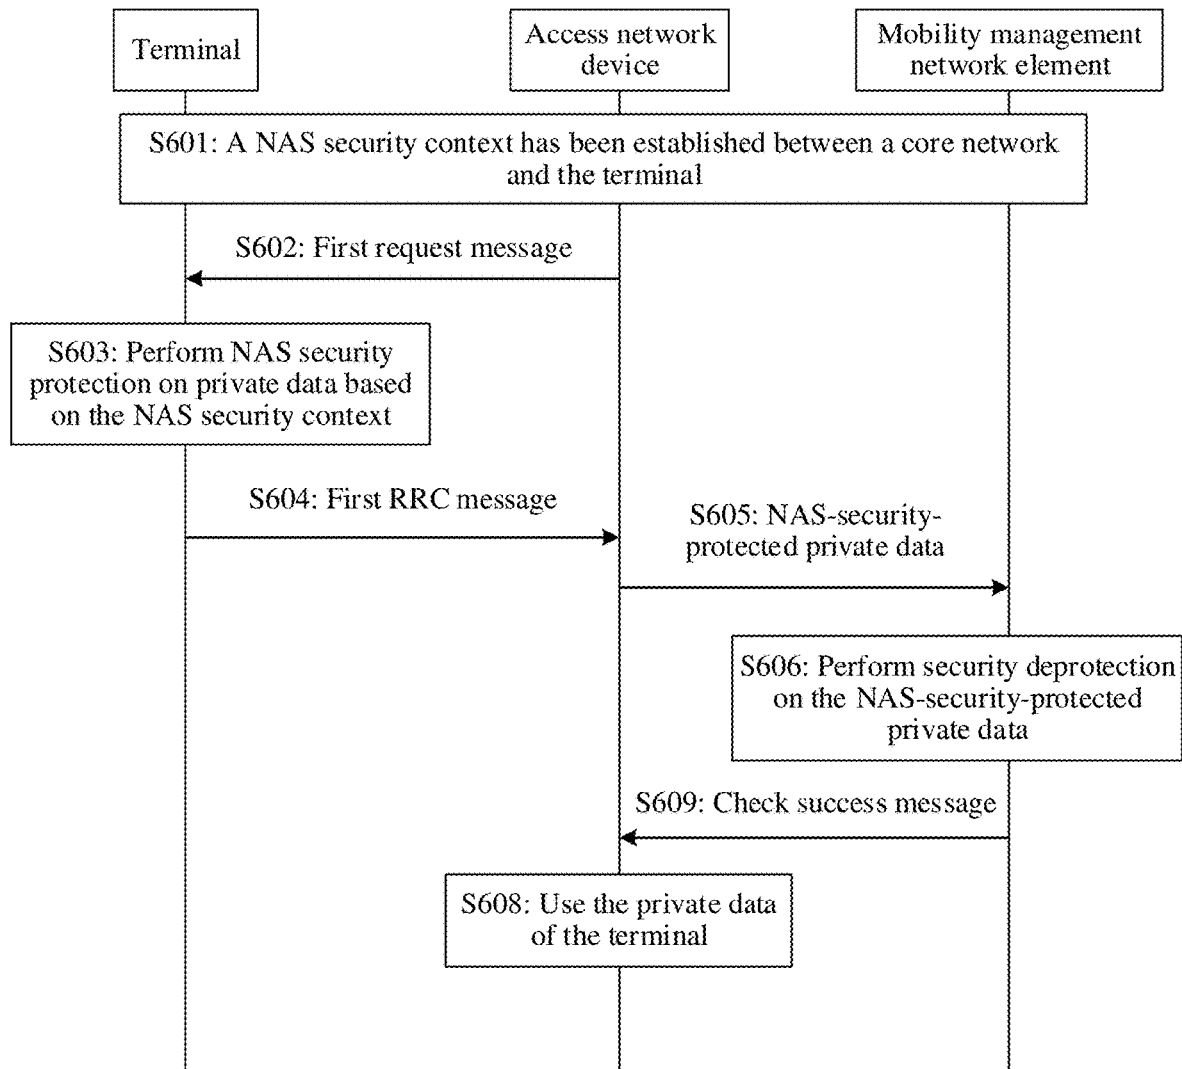 Terminal
Access network
device
Mobility management
network element
S601: A NAS security context has been established between a core network
and the terminal
S602: First request message
S603: Perform NAS security
protection on private data based
on the NAS security context
S604: First RRC message
S605: NAS-security-
protected private data
S606: Perform security deprotection
on the NAS-security-protected
private data
S609: Check success message
S608: Use the private data
of the terminal